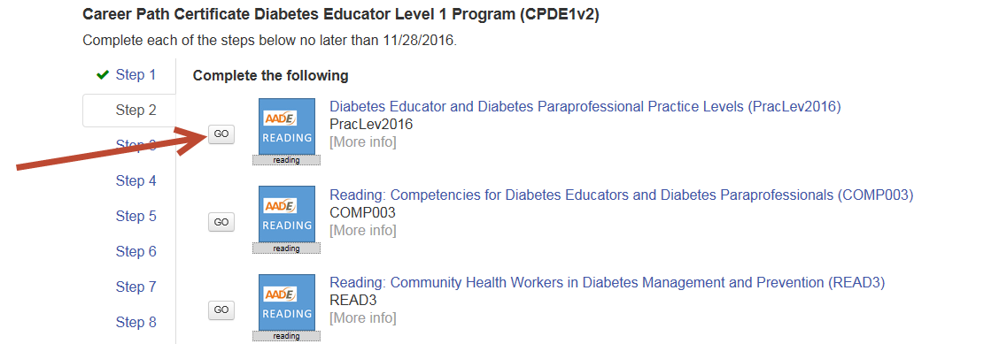 Career Path Certificate Diabetes Educator Level 1 Program (CPDE1v2)
Complete each of the steps below no later than 11/28/2016.
Step 1
Step 2
Step 3
Step 4
Step 5
Step 6
Step 7
Step 8
Complete the following
GO
AADE
READING
reading
Diabetes Educator and Diabetes Paraprofessional Practice Levels (PracLev2016)
PracLev2016
[More info]
GO
AADE
READING
reading
Reading: Competencies for Diabetes Educators and Diabetes Paraprofessionals (COMP003)
COMP003
[More info]
GO
AADE
READING
reading
Reading: Community Health Workers in Diabetes Management and Prevention (READ3)
READ3
[More info]